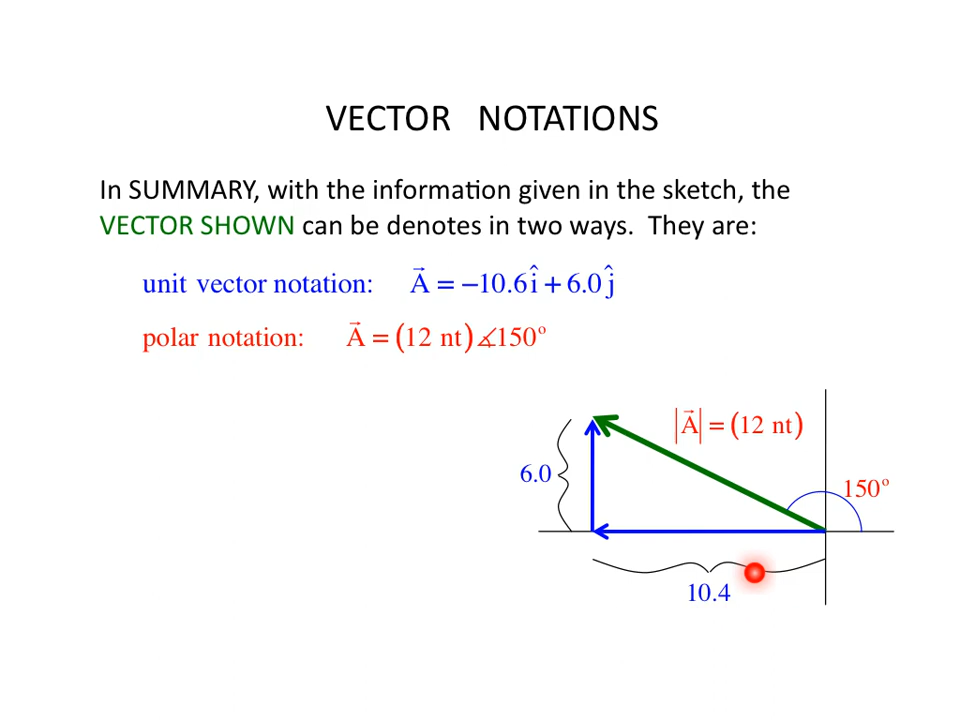 VECTOR NOTATIONS
In SUMMARY, with the information given in the sketch, the
VECTOR SHOWN can be denotes in two ways. They are:
unit vector notation: A⃗ = −10.6 î + 6.0 ĵ
polar notation: A⃗ = (12 nt) ∡150°
|A⃗| = (12 nt)
6.0
150°
10.4